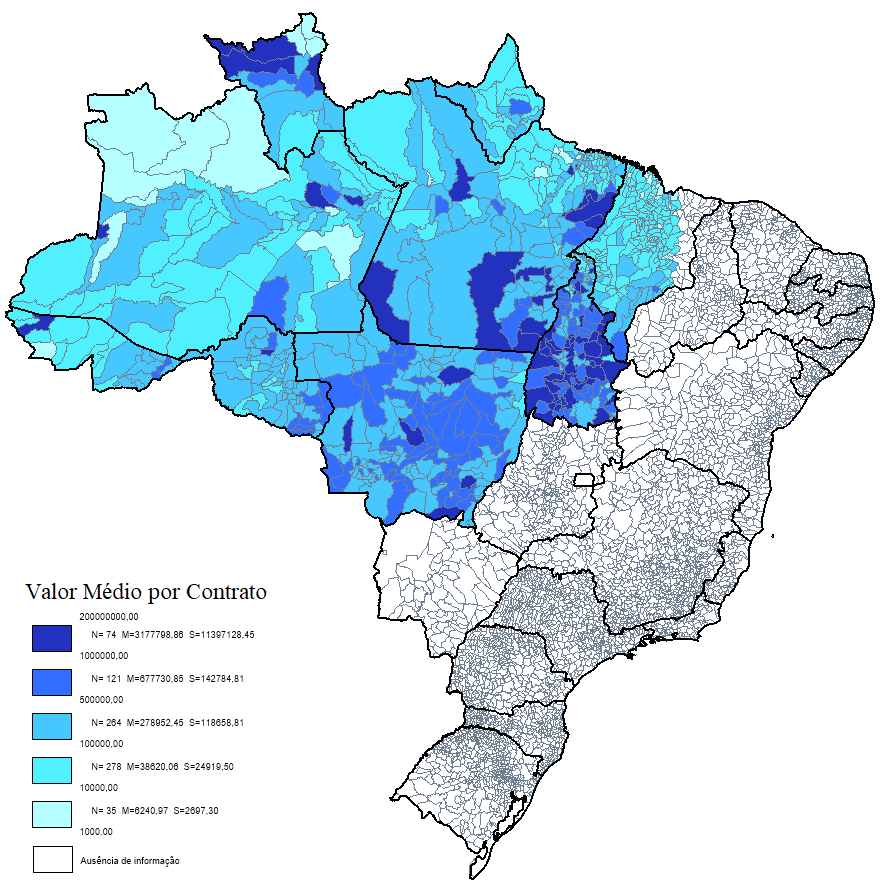 Valor Médio por Contrato
200000000,00
N= 74 M=3177798,86 S=11397128,45
1000000,00
N= 121 M=677730,85 S=142784,81
500000,00
N= 264 M=278952,45 S=118658,81
100000,00
N= 278 M=38620,06 S=24919,50
10000,00
N= 35 M=6240,97 S=2697,30
1000.00
Ausência de informação